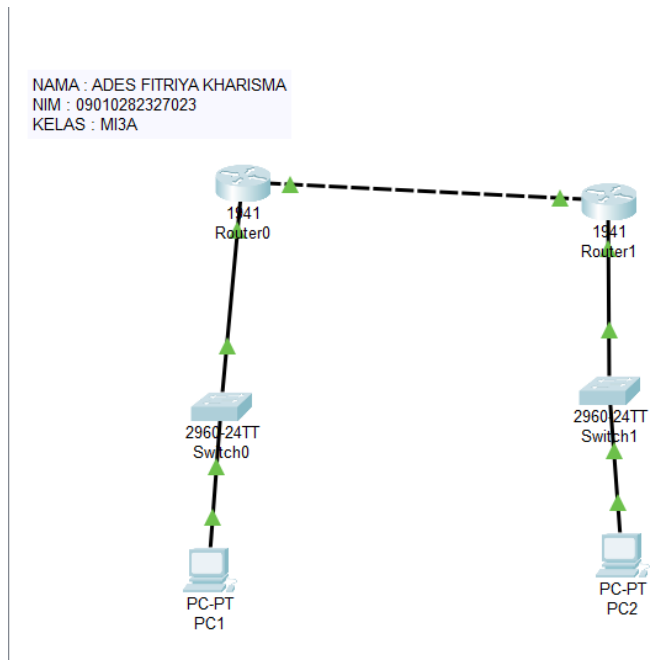 NAMA : ADES FITRIYA KHARISMA
NIM : 09010282327023
KELAS : MI3A
1941
Router0
1941
Router1
2960-24TT
Switch0
2960-24TT
Switch1
PC-PT
PC1
PC-PT
PC2